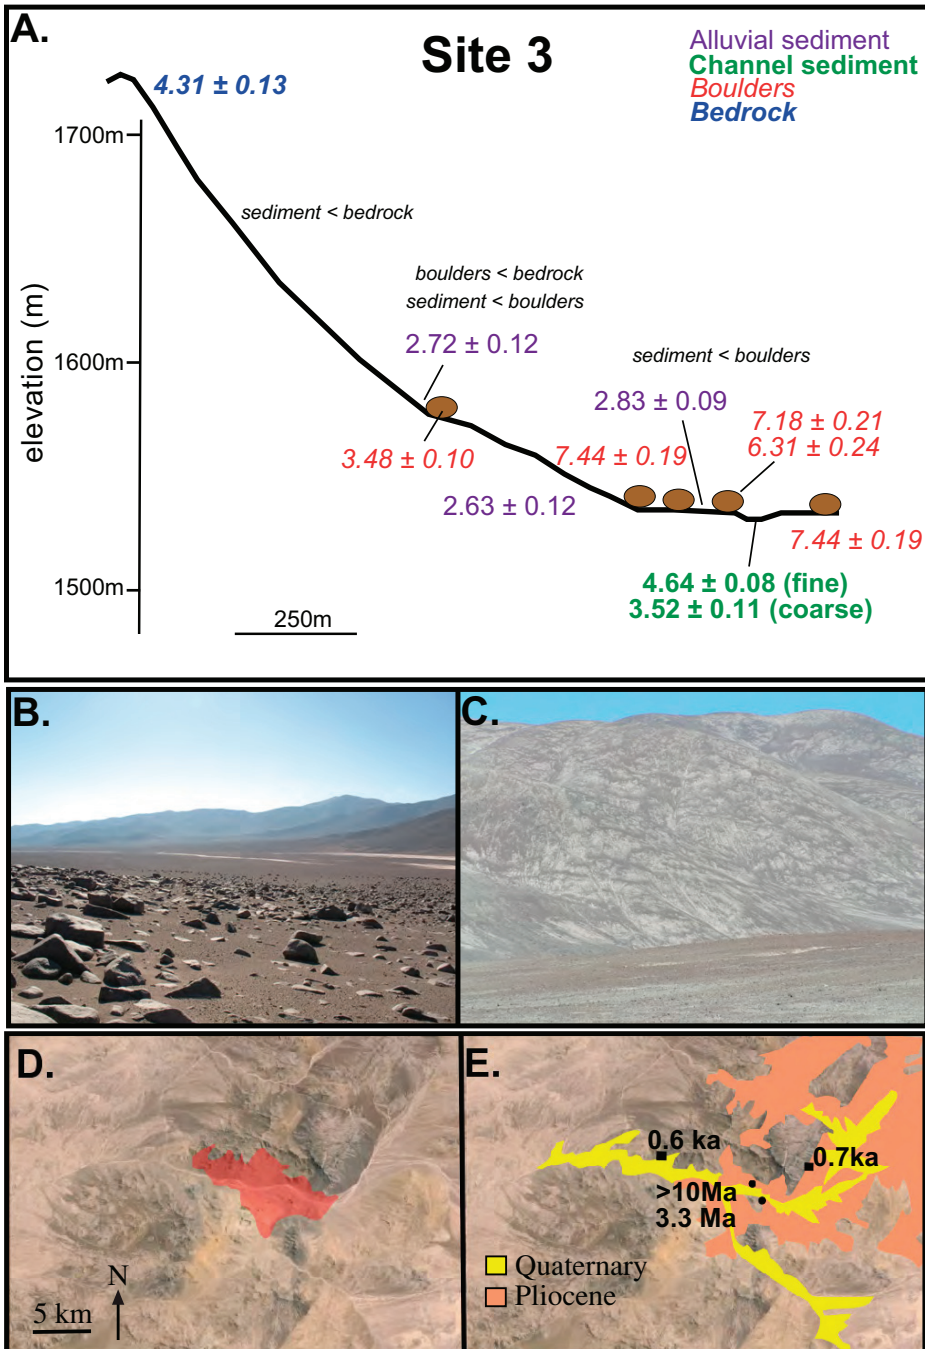 A.
Site 3
Alluvial sediment
Channel sediment
Boulders
Bedrock
4.31 ± 0.13
1700m
sediment < bedrock
boulders < bedrock
sediment < boulders
elevation (m)
2.72 ± 0.12
sediment < boulders
1600m
2.83 ± 0.09
7.18 ± 0.21
6.31 ± 0.24
3.48 ± 0.10
7.44 ± 0.19
2.63 ± 0.12
7.44 ± 0.19
1500m
4.64 ± 0.08 (fine)
3.52 ± 0.11 (coarse)
250m
B.
C.
D.
N
5 km
E.
0.6 ka
0.7ka
>10Ma
3.3 Ma
Quaternary
Pliocene